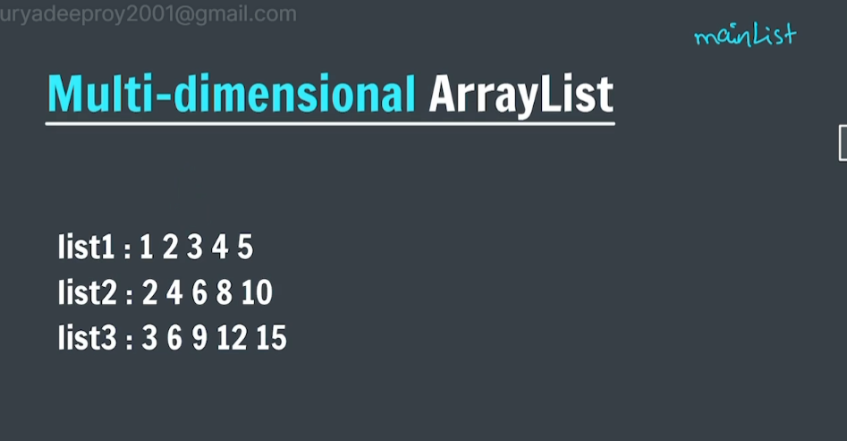 uryadeeproy2001@gmail.com
mainList
Multi-dimensional ArrayList
list1 : 1 2 3 4 5
list2 : 2 4 6 8 10
list3 : 3 6 9 12 15